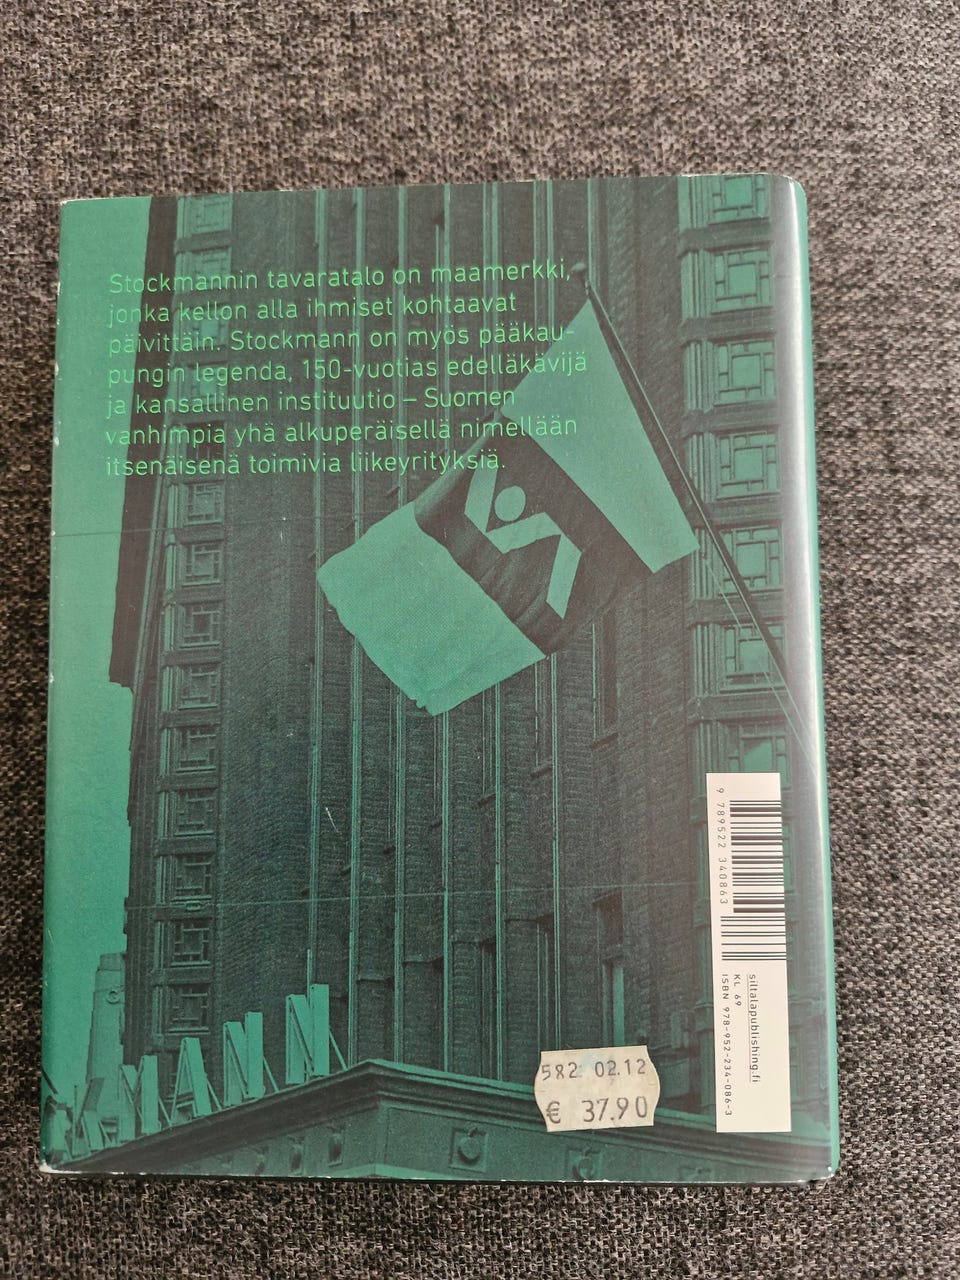 Stockmannin tavaratalo on maamerkki,
jonka kellon alla ihmiset kohtaavat
päivittäin. Stockmann on myös pääkau-
pungin legenda, 150-vuotias edelläkävijä
ja kansallinen instituutio – Suomen
vanhimpia yhä alkuperäisellä nimellään
itsenäisenä toimivia liikeyrityksiä.
9 789522 340863
siltalapublishing.fi
KL 69
ISBN 978-952-234-086-3
MANN
582 02.12
€ 37.90